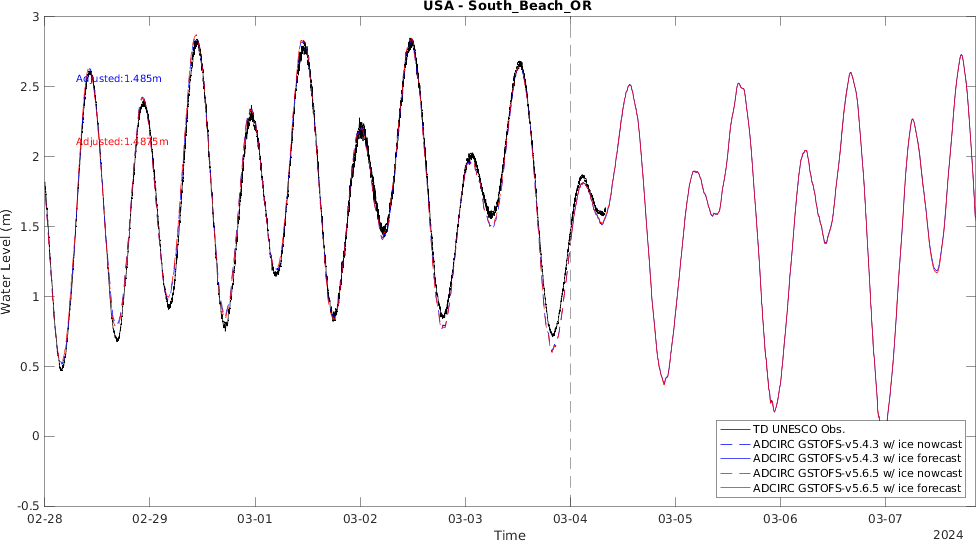 USA - South_Beach_OR
3
2.5
2
1.5
1
0.5
0
-0.5
Water Level (m)
Adjusted:1.485m
Adjusted:1.4875m
TD UNESCO Obs.
ADCIRC GSTOFS-v5.4.3 w/ ice nowcast
ADCIRC GSTOFS-v5.4.3 w/ ice forecast
ADCIRC GSTOFS-v5.6.5 w/ ice nowcast
ADCIRC GSTOFS-v5.6.5 w/ ice forecast
02-28 02-29 03-01 03-02 03-03 03-04 03-05 03-06 03-07
Time
2024